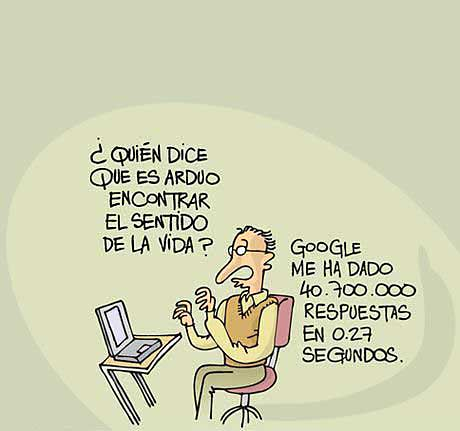 ¿QUIÉN DICE
QUE ES ARDUO
ENCONTRAR
EL SENTIDO
DE LA VIDA?
GOOGLE
ME HA DADO
40.700.000
RESPUESTAS
EN 0.27
SEGUNDOS.